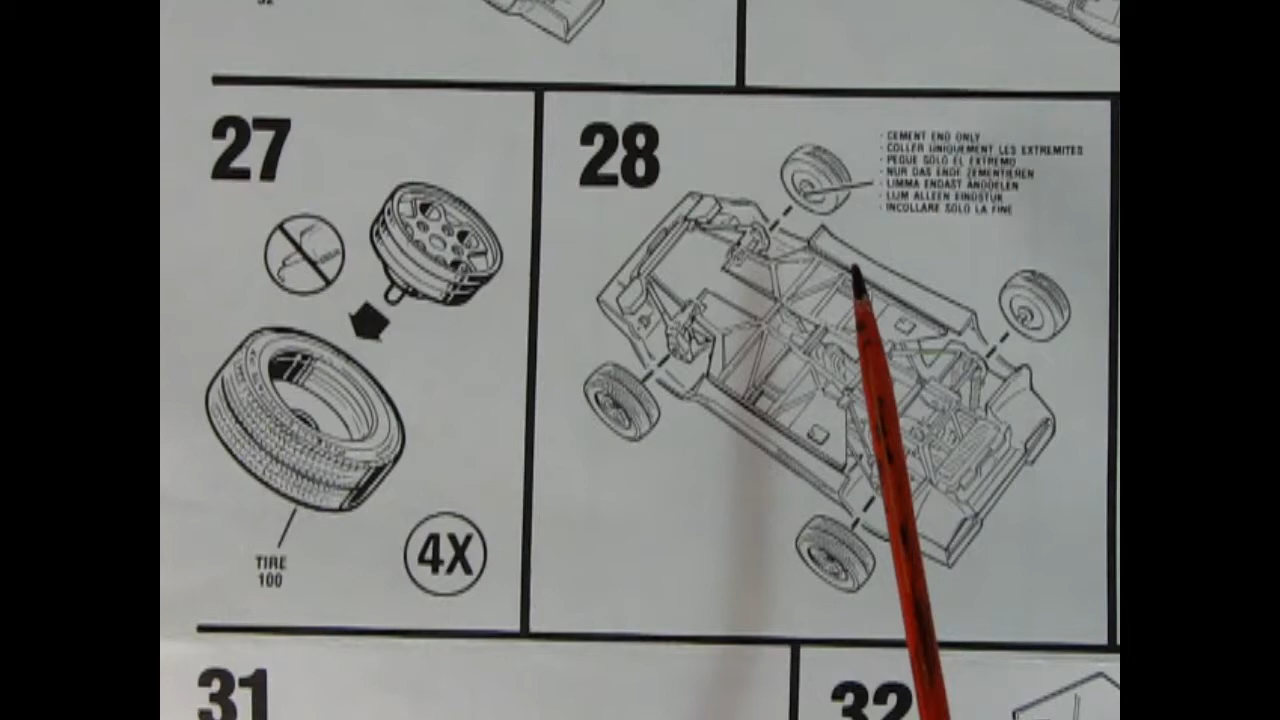 27
28
· CEMENT END ONLY
· COLLER UNIQUEMENT LES EXTREMITES
· PEGUE SOLO EL EXTREMO
· NUR DAS ENDE ZEMENTIEREN
· LIMMA ENDAST ÄNDDELEN
· LIJM ALLEEN EINDSTUK
· INCOLLARE SOLO LA FINE
TIRE
100
4X
31
32